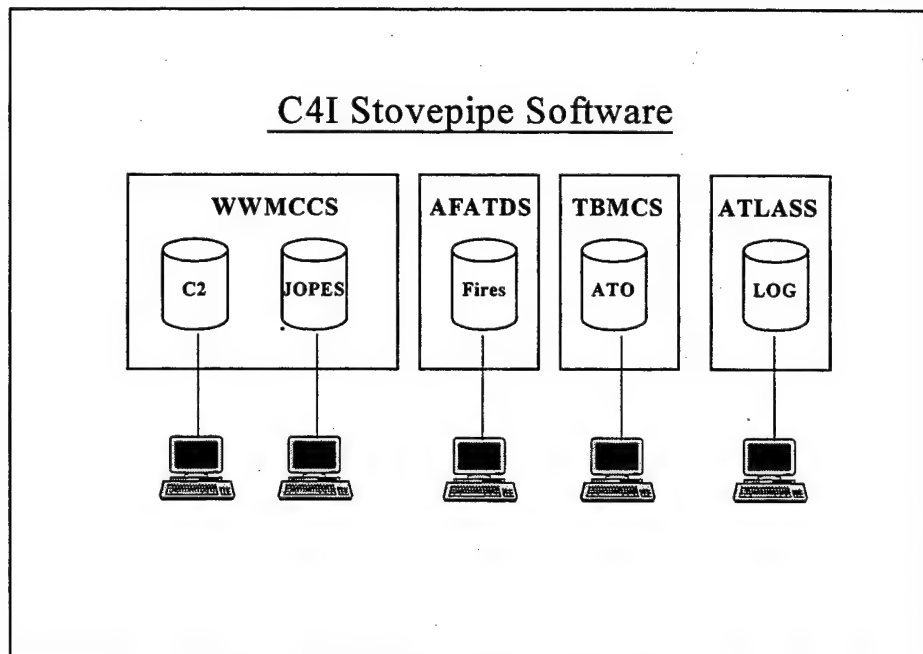 C4I Stovepipe Software
WWMCCS
AFATDS
TBMCS
ATLASS
C2
JOPES
Fires
ATO
LOG